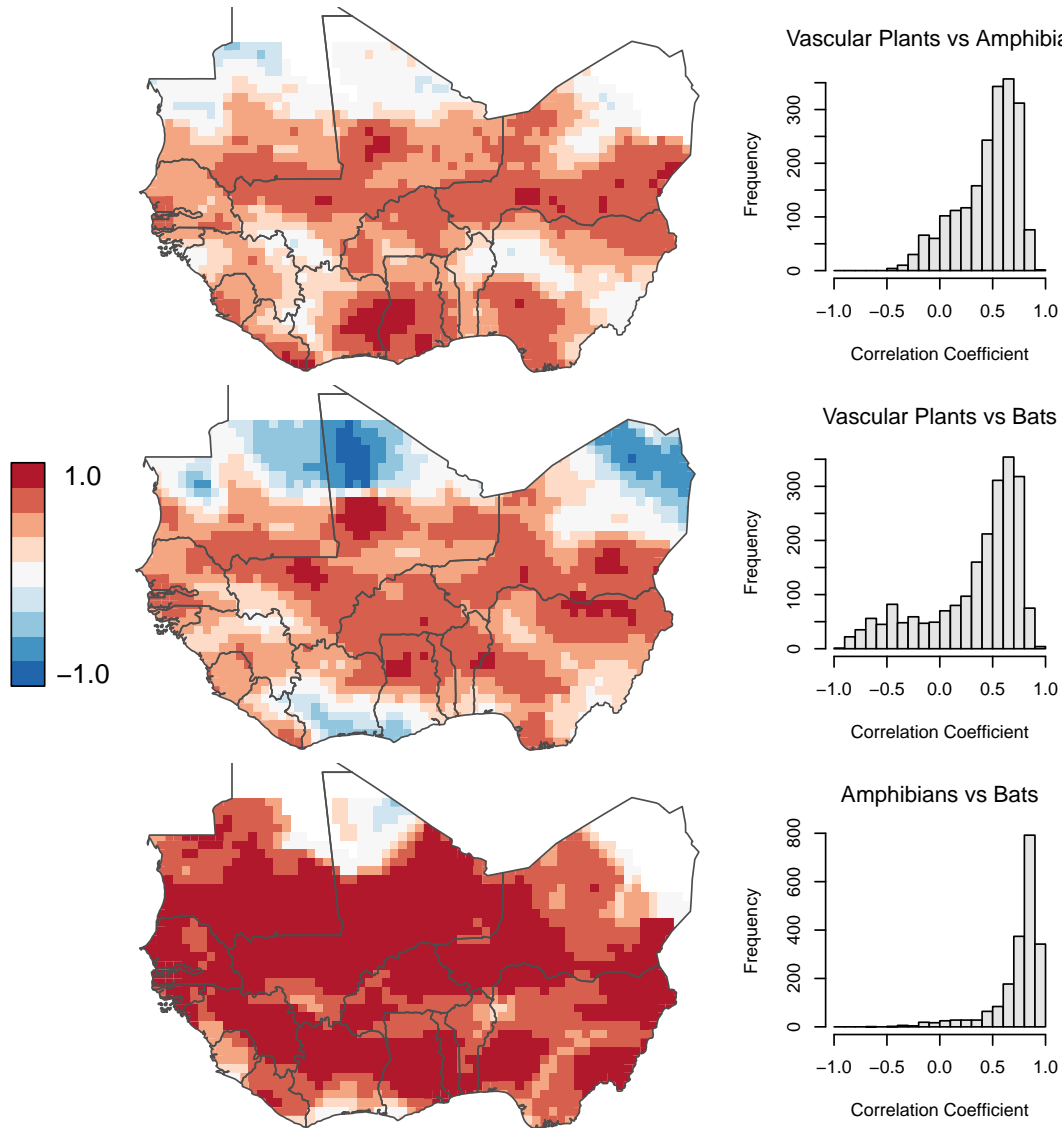 Vascular Plants vs Amphibia
Frequency
0 100 200 300
−1.0 −0.5 0.0 0.5 1.0
Correlation Coefficient
1.0
−1.0
Vascular Plants vs Bats
Frequency
0 100 200 300
−1.0 −0.5 0.0 0.5 1.0
Correlation Coefficient
Amphibians vs Bats
Frequency
0 200 400 600 800
−1.0 −0.5 0.0 0.5 1.0
Correlation Coefficient